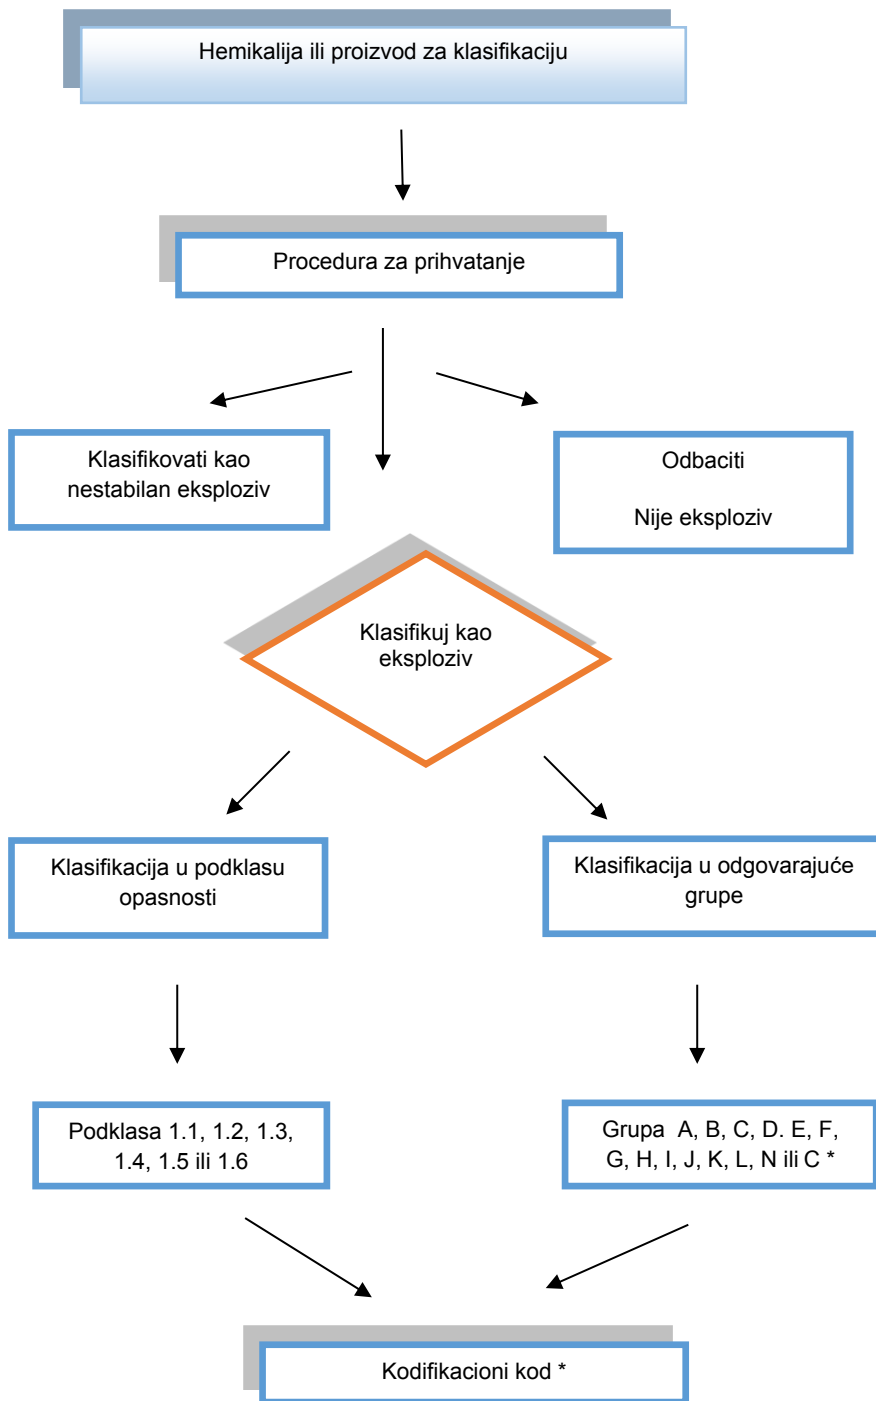 Hemikalija ili proizvod za klasifikaciju
Procedura za prihvatanje
Klasifikovati kao
nestabilan eksploziv
Odbaciti
Nije eksploziv
Klasifikuj kao
eksploziv
Klasifikacija u podklasu
opasnosti
Klasifikacija u odgovarajuće
grupe
Podklasa 1.1, 1.2, 1.3,
1.4, 1.5 ili 1.6
Grupa A, B, C, D. E, F,
G, H, I, J, K, L, N ili C *
Kodifikacioni kod *